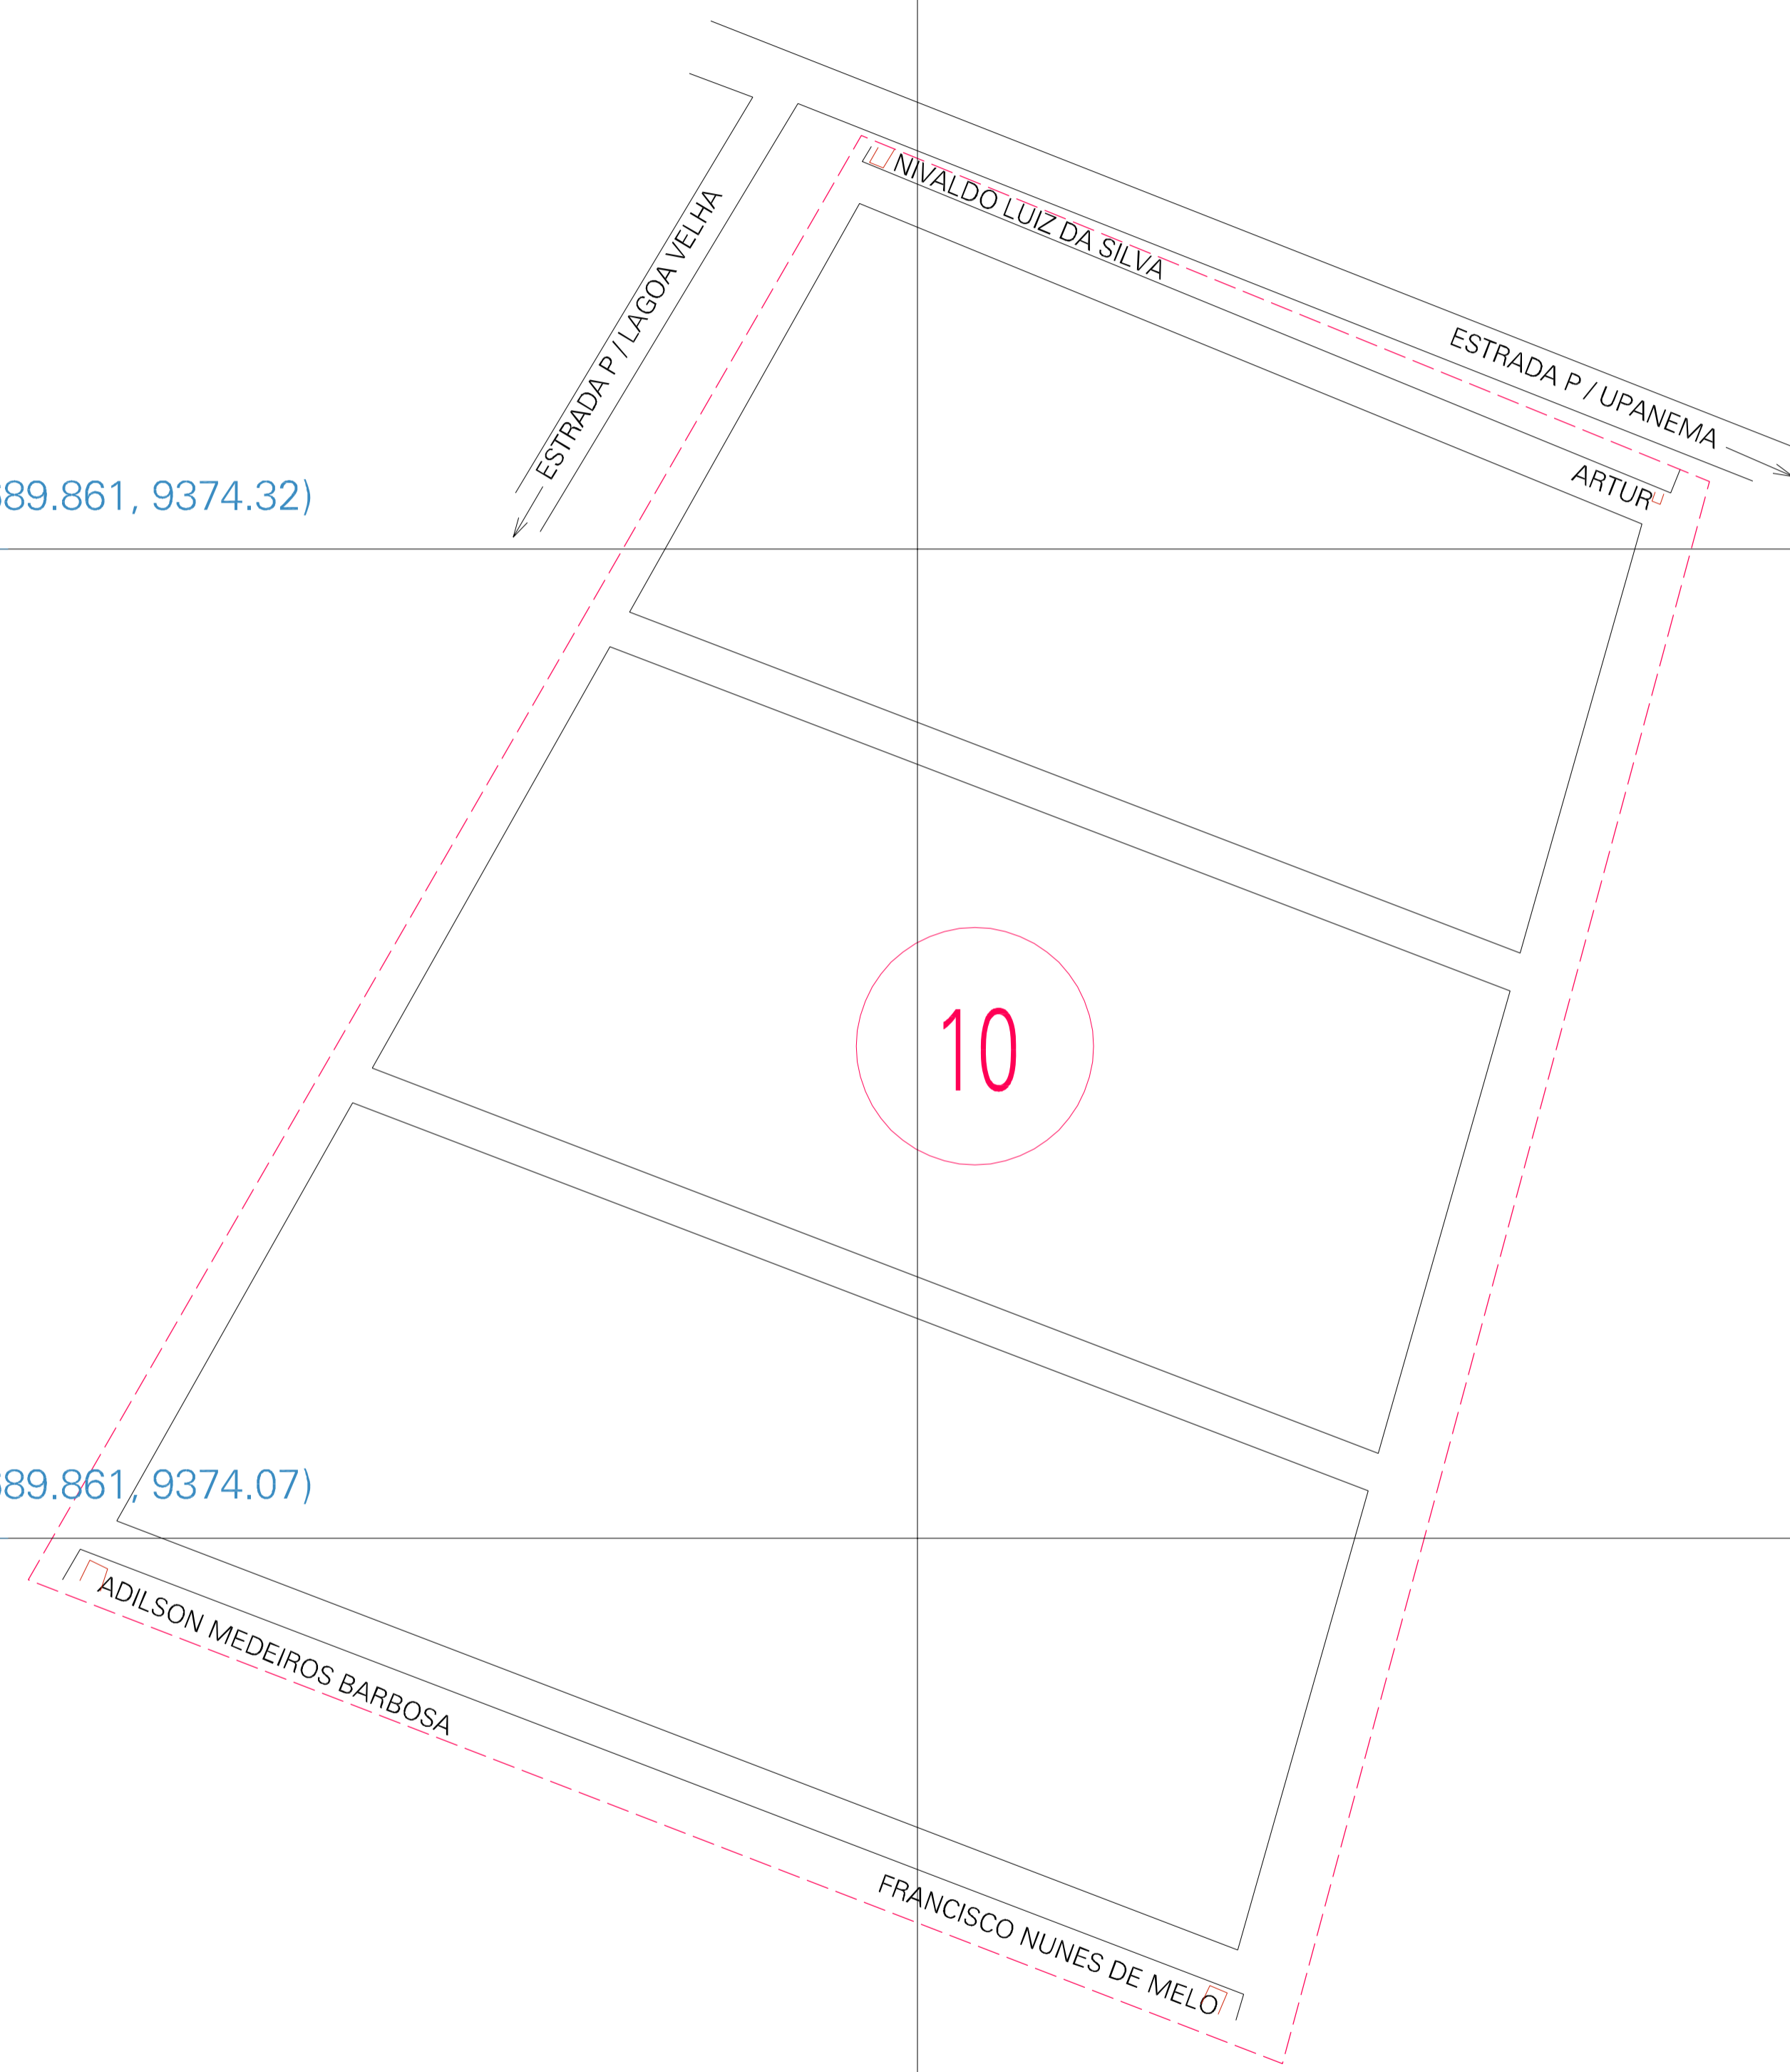 NIVALDO LUIZ DA SILVA
ESTRADA P / LAGOA VELHA
ESTRADA P / UPANEMA
ARTUR
89.861, 9374.32)
10
89.861, 9374.07)
ADILSON MEDEIROS BARBOSA
FRANCISCO NUNES DE MELO